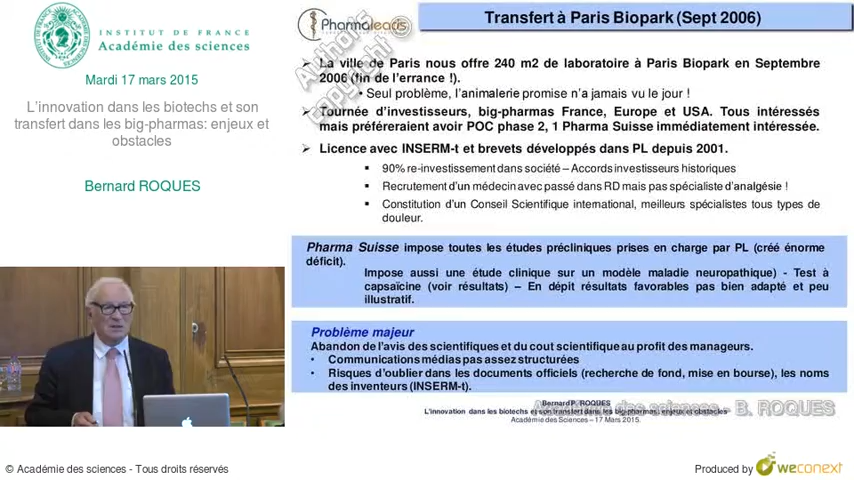 INSTITUT DE FRANCE
Académie des sciences
Mardi 17 mars 2015
L'innovation dans les biotechs et son
transfert dans les big-pharmas: enjeux et
obstacles
Bernard ROQUES
Pharmaleads
Transfert à Paris Biopark (Sept 2006)
Author's
Copyright
La ville de Paris nous offre 240 m2 de laboratoire à Paris Biopark en Septembre
2006 (fin de l'errance !).
• Seul problème, l'animalerie promise n'a jamais vu le jour !
Tournée d'investisseurs, big-pharmas France, Europe et USA. Tous intéressés
mais préféreraient avoir POC phase 2, 1 Pharma Suisse immédiatement intéressée.
Licence avec INSERM-t et brevets développés dans PL depuis 2001.
90% re-investissement dans société – Accords investisseurs historiques
Recrutement d'un médecin avec passé dans RD mais pas spécialiste d'analgésie !
Constitution d'un Conseil Scientifique international, meilleurs spécialistes tous types de
douleur.
Pharma Suisse impose toutes les études précliniques prises en charge par PL (créé énorme
déficit).
Impose aussi une étude clinique sur un modèle maladie neuropathique) - Test à
capsaïcine (voir résultats) – En dépit résultats favorables pas bien adapté et peu
illustratif.
Problème majeur
Abandon de l'avis des scientifiques et du cout scientifique au profit des manageurs.
• Communications médias pas assez structurées
• Risques d'oublier dans les documents officiels (recherche de fond, mise en bourse), les noms
des inventeurs (INSERM-t).
Bernard P. ROQUES
L'innovation dans les biotechs et son transfert dans les big-pharmas: enjeux et obstacles
Académie des sciences – 17 Mars 2015.
Académie des sciences - B. ROQUES
© Académie des sciences - Tous droits réservés
Produced by weconext